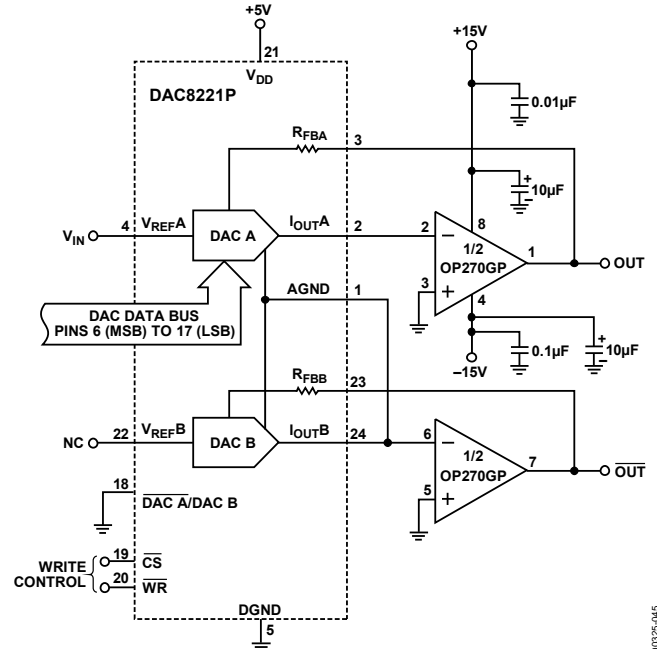 +5V
+15V
21
VDD
DAC8221P
0.01µF
RFBA
3
+
10µF
–
8
VIN
4
VREFA
DAC A
IOUTA
2
2
–
1/2
OP270GP
1
OUT
3
+
4
AGND
1
DAC DATA BUS
PINS 6 (MSB) TO 17 (LSB)
0.1µF
+
10µF
–
–15V
RFBB
23
NC
22
VREFB
DAC B
IOUTB
24
6
–
1/2
OP270GP
7
OUT
5
+
18
DAC A/DAC B
WRITE
CONTROL
19
CS
20
WR
DGND
5
00325-045